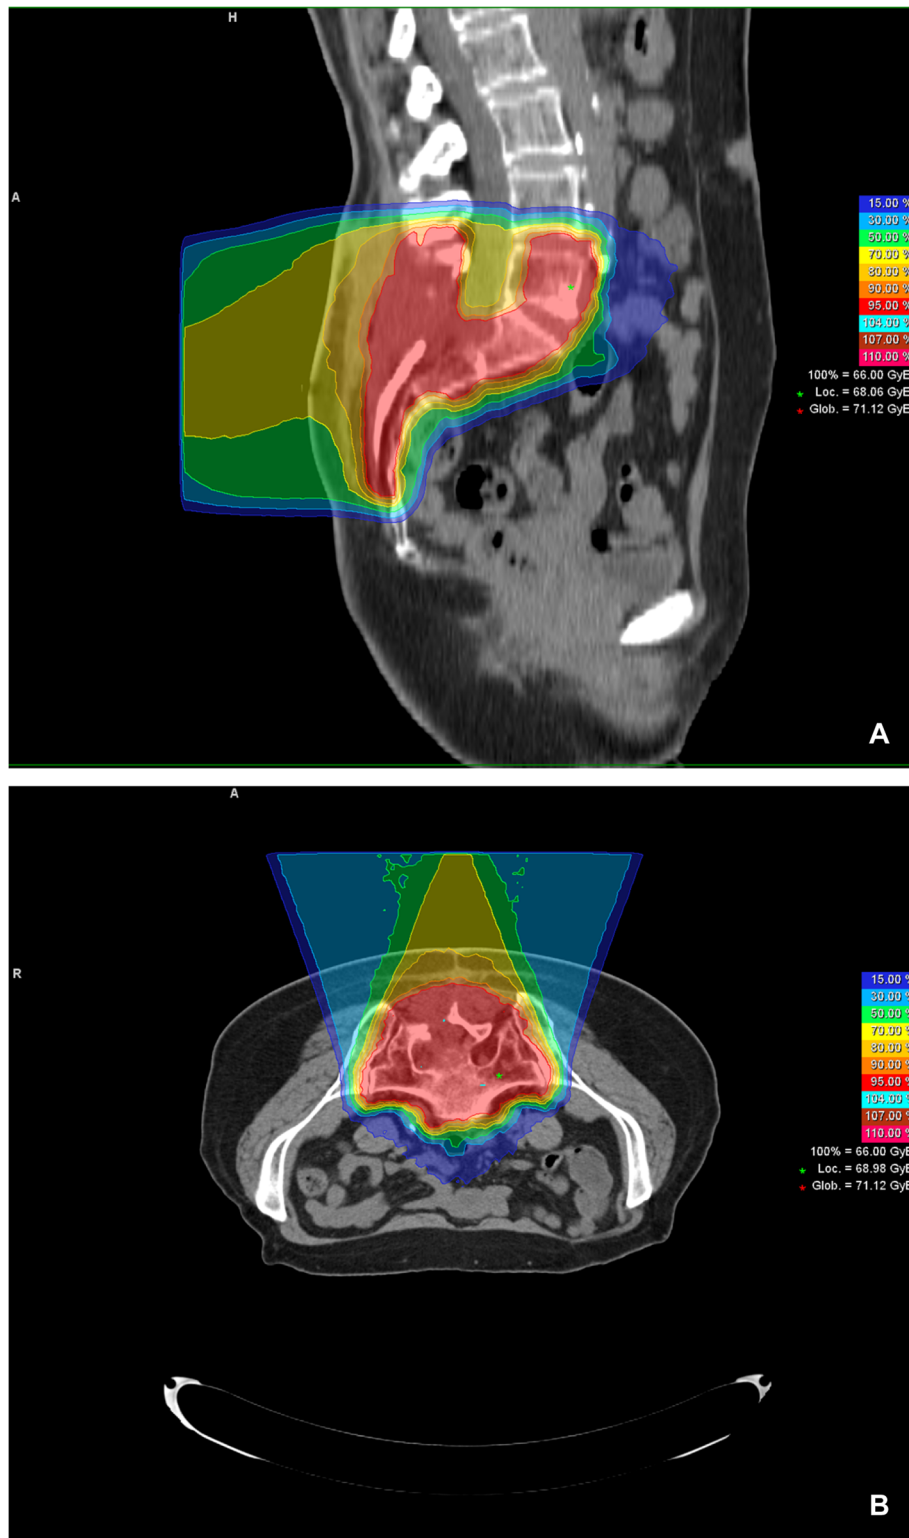 H
A
15.00 %
30.00 %
50.00 %
70.00 %
80.00 %
90.00 %
95.00 %
104.00 %
107.00 %
110.00 %
100% = 66.00 GyE
Loc. = 68.06 GyE
Glob. = 71.12 GyE
A
A
R
15.00 %
30.00 %
50.00 %
70.00 %
80.00 %
90.00 %
95.00 %
104.00 %
107.00 %
110.00 %
100% = 66.00 GyE
Loc. = 68.98 GyE
Glob. = 71.12 GyE
B